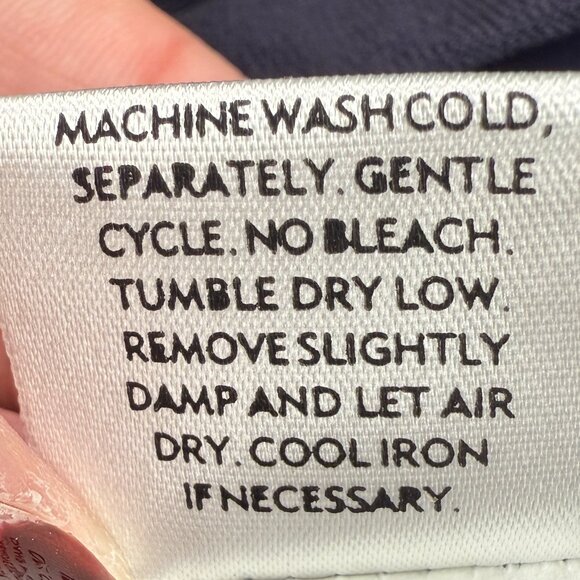 MACHINE WASH COLD,
SEPARATELY. GENTLE
CYCLE. NO BLEACH.
TUMBLE DRY LOW.
REMOVE SLIGHTLY
DAMP AND LET AIR
DRY. COOL IRON
IF NECESSARY.